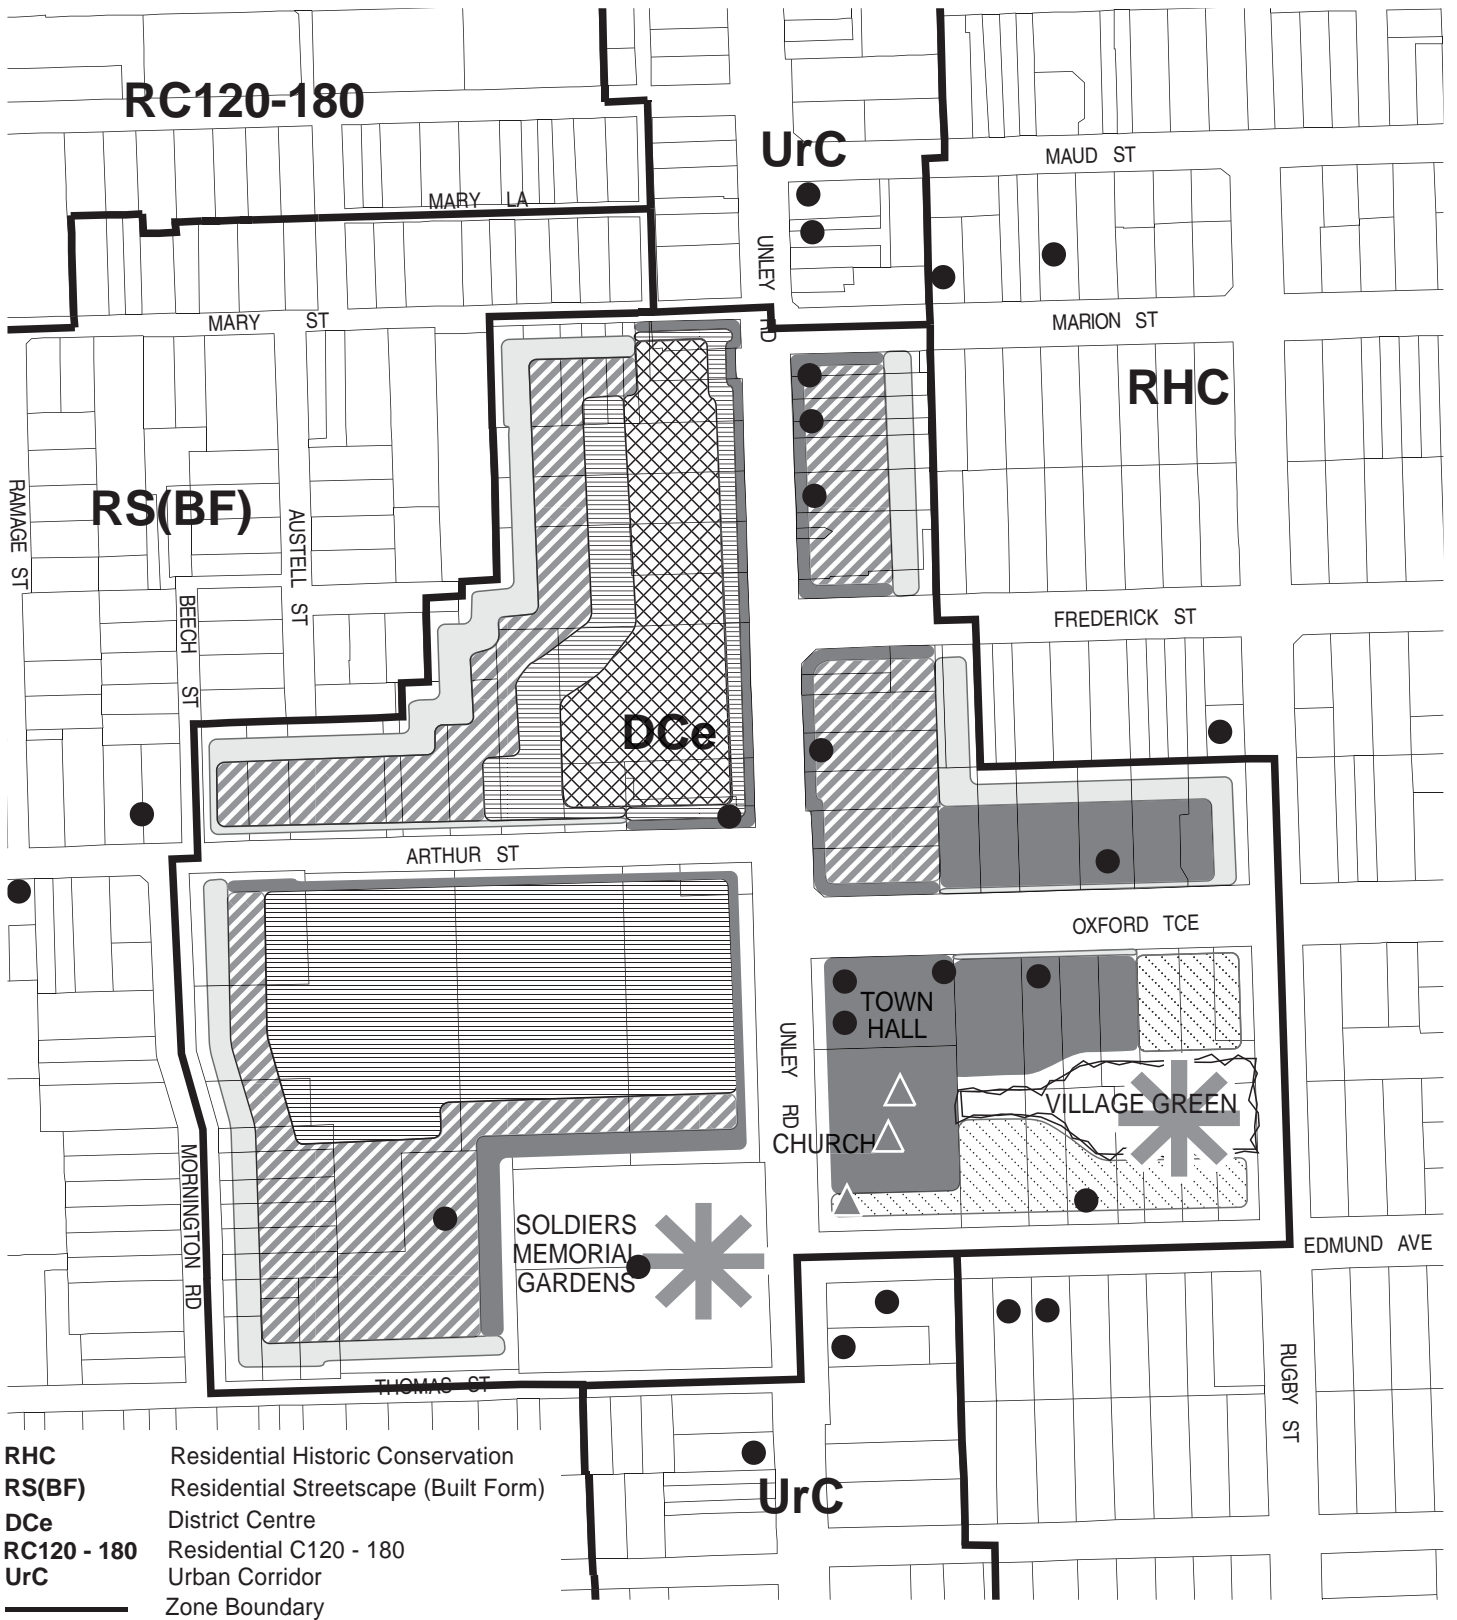 RC120-180
UrC
MAUD ST
MARY LA
UNLEY RD
MARY ST
MARION ST
RHC
RS(BF)
RAMAGE ST
AUSTELL ST
BEECH ST
FREDERICK ST
DCe
ARTHUR ST
OXFORD TCE
TOWN
HALL
UNLEY RD
VILLAGE GREEN
CHURCH
MORNINGTON RD
SOLDIERS
MEMORIAL
GARDENS
EDMUND AVE
RUGBY ST
THOMAS ST
UrC
RHC Residential Historic Conservation
RS(BF) Residential Streetscape (Built Form)
DCe District Centre
RC120 - 180 Residential C120 - 180
UrC Urban Corridor
Zone Boundary